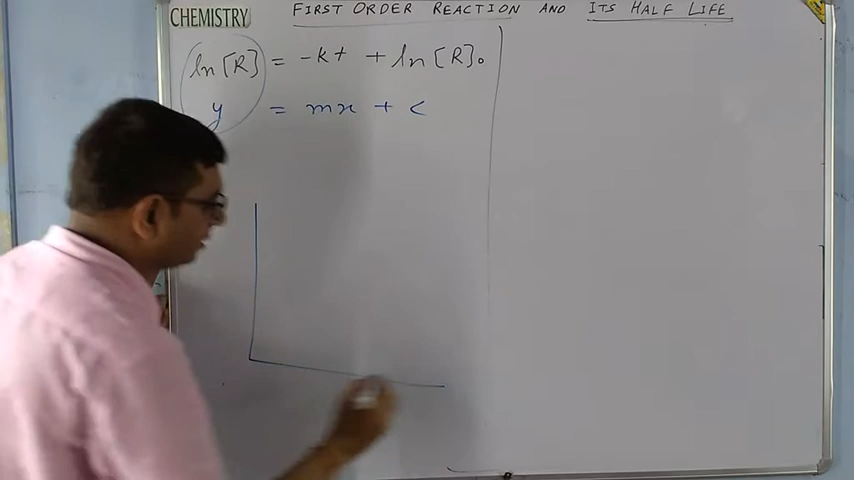 CHEMISTRY
FIRST ORDER REACTION AND ITS HALF LIFE
ln [R] = -kt + ln [R]₀
y = mx + c